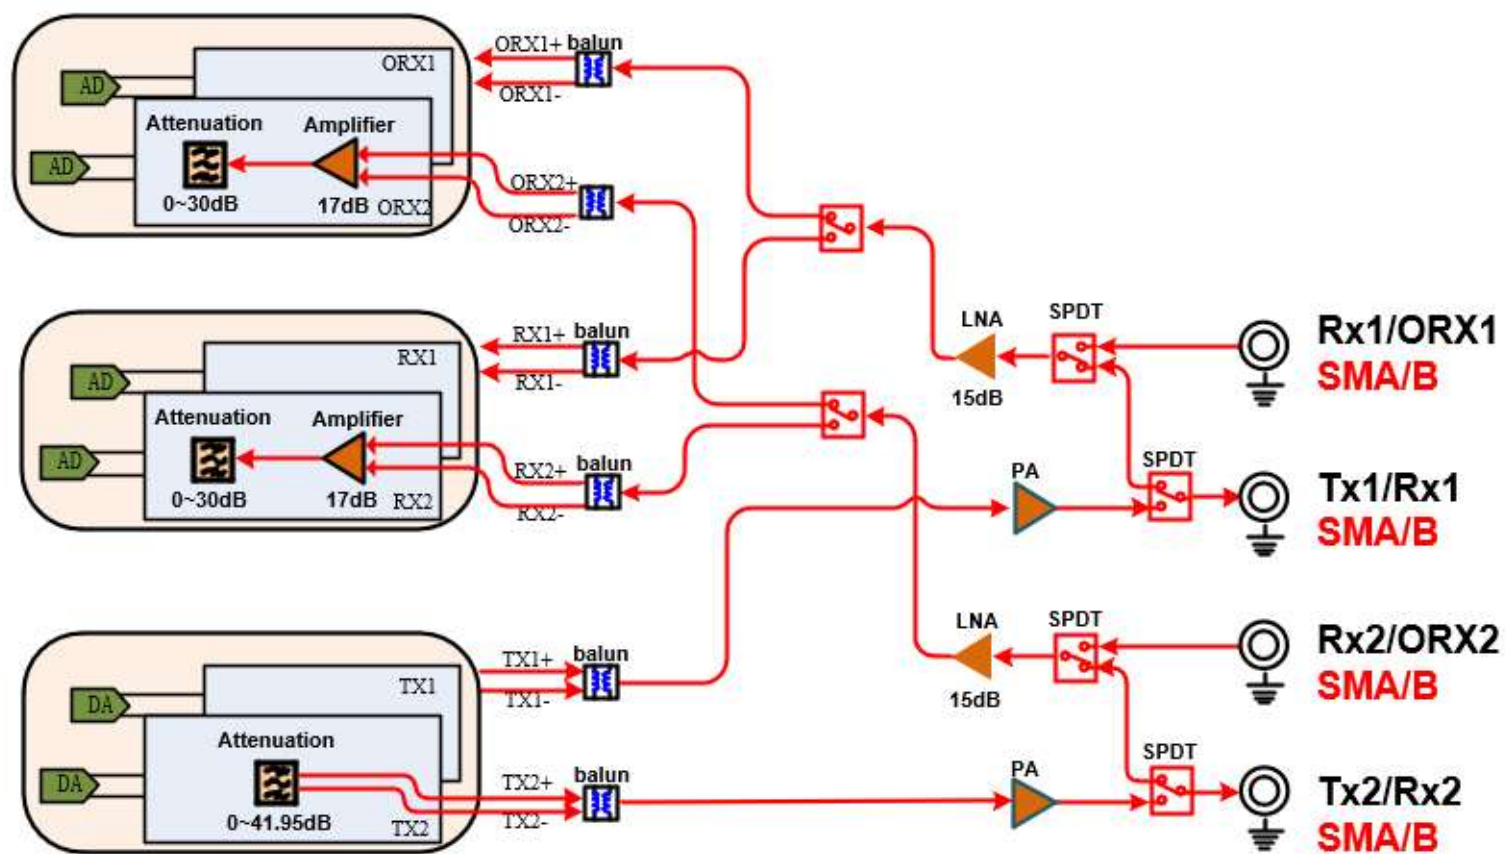 ORX1
AD
Attenuation
Amplifier
AD
0~30dB
17dB
ORX2
ORX1+
balun
ORX1-
ORX2+
ORX2-
RX1
AD
Attenuation
Amplifier
AD
0~30dB
17dB
RX2
RX1+
balun
RX1-
RX2+
balun
RX2-
LNA
15dB
SPDT
Rx1/ORX1
SMA/B
PA
SPDT
Tx1/Rx1
SMA/B
TX1
DA
Attenuation
DA
0~41.95dB
TX2
TX1+
balun
TX1-
TX2+
balun
TX2-
LNA
15dB
SPDT
Rx2/ORX2
SMA/B
PA
SPDT
Tx2/Rx2
SMA/B